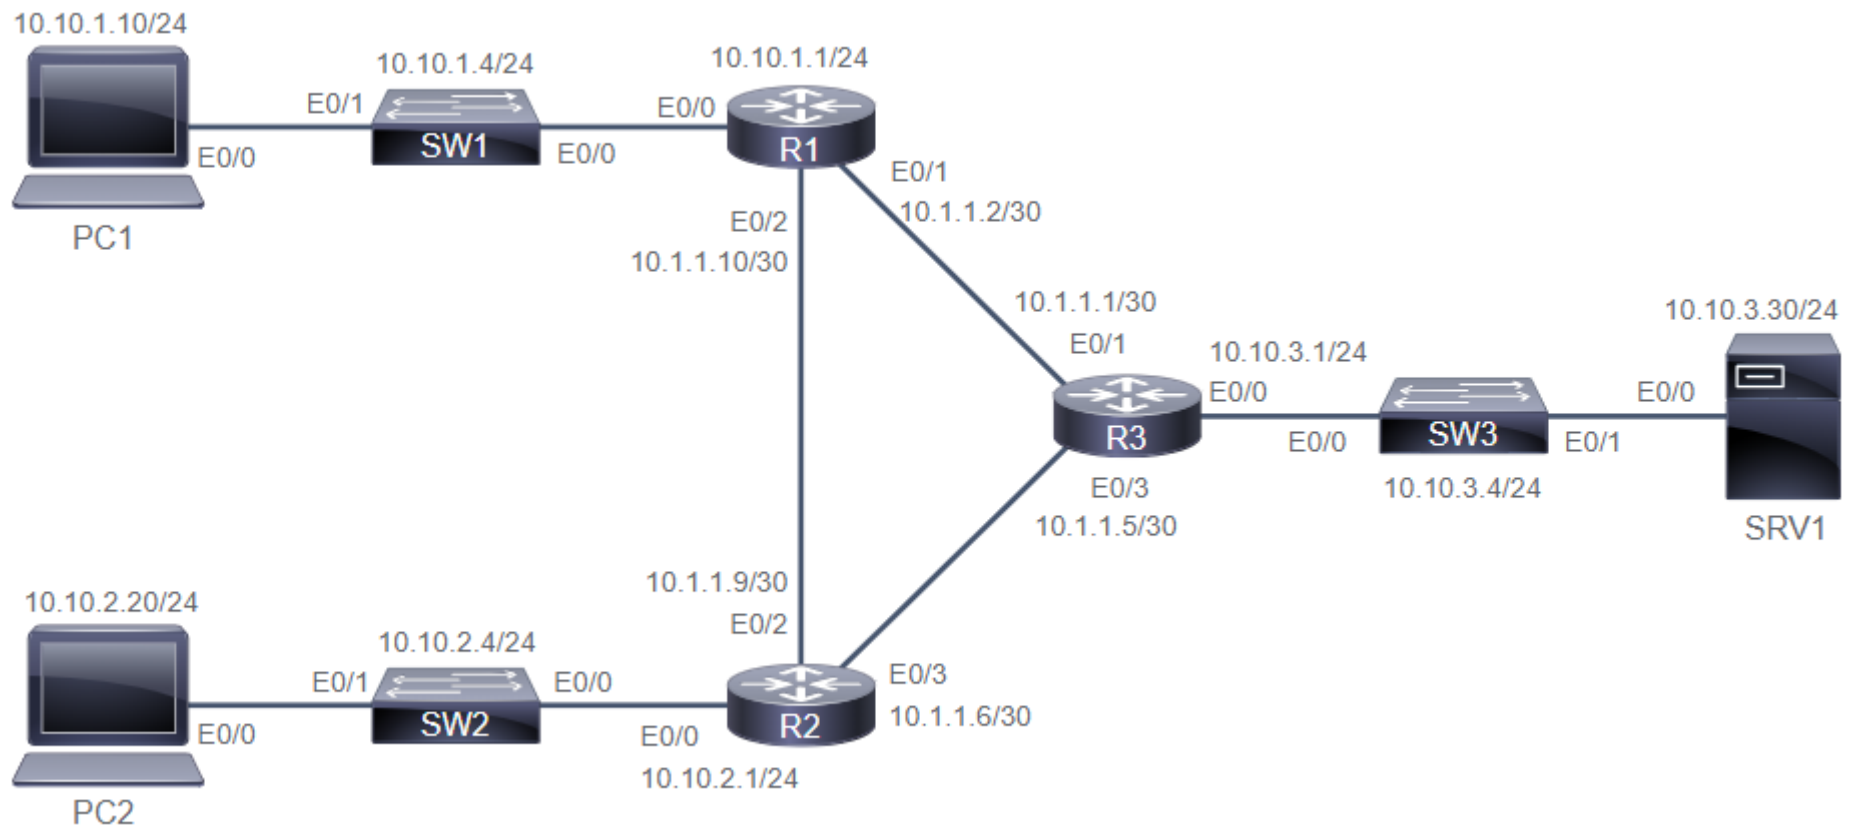 10.10.1.10/24
10.10.1.4/24
10.10.1.1/24
E0/1
E0/0
SW1
R1
E0/0
E0/0
E0/1
PC1
E0/2
10.1.1.2/30
10.1.1.10/30
10.1.1.1/30
10.10.3.30/24
E0/1
10.10.3.1/24
E0/0
E0/0
R3
SW3
E0/0
E0/1
E0/3
10.10.3.4/24
10.1.1.5/30
SRV1
10.1.1.9/30
10.10.2.20/24
E0/2
10.10.2.4/24
E0/1
E0/0
E0/3
SW2
R2
10.1.1.6/30
E0/0
E0/0
10.10.2.1/24
PC2